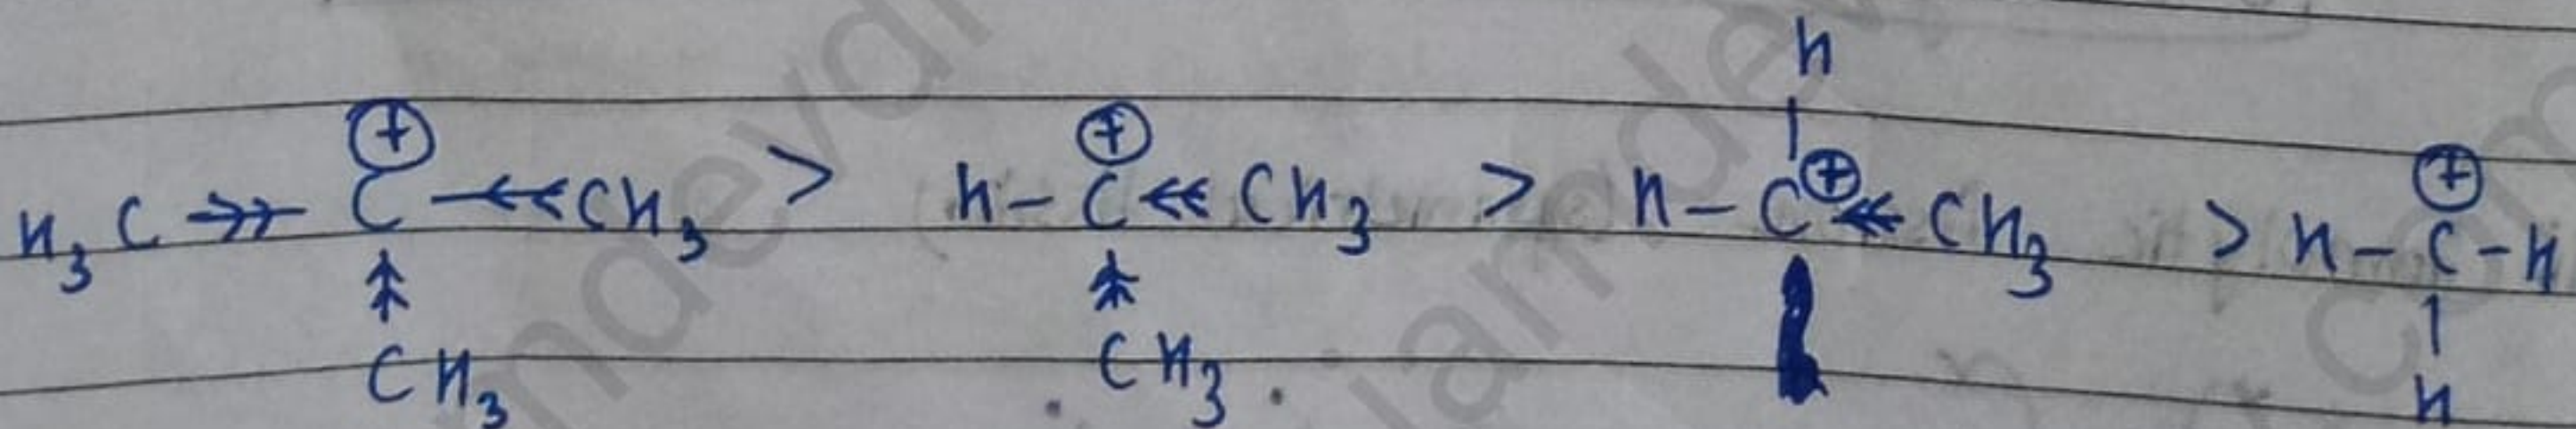 H
⊕ ⊕ ⊕
H₃C →>- C -<<- CH₃ > H - C << CH₃ > H - C⊕ << CH₃ > H - C - H
CH₃ CH₃ H